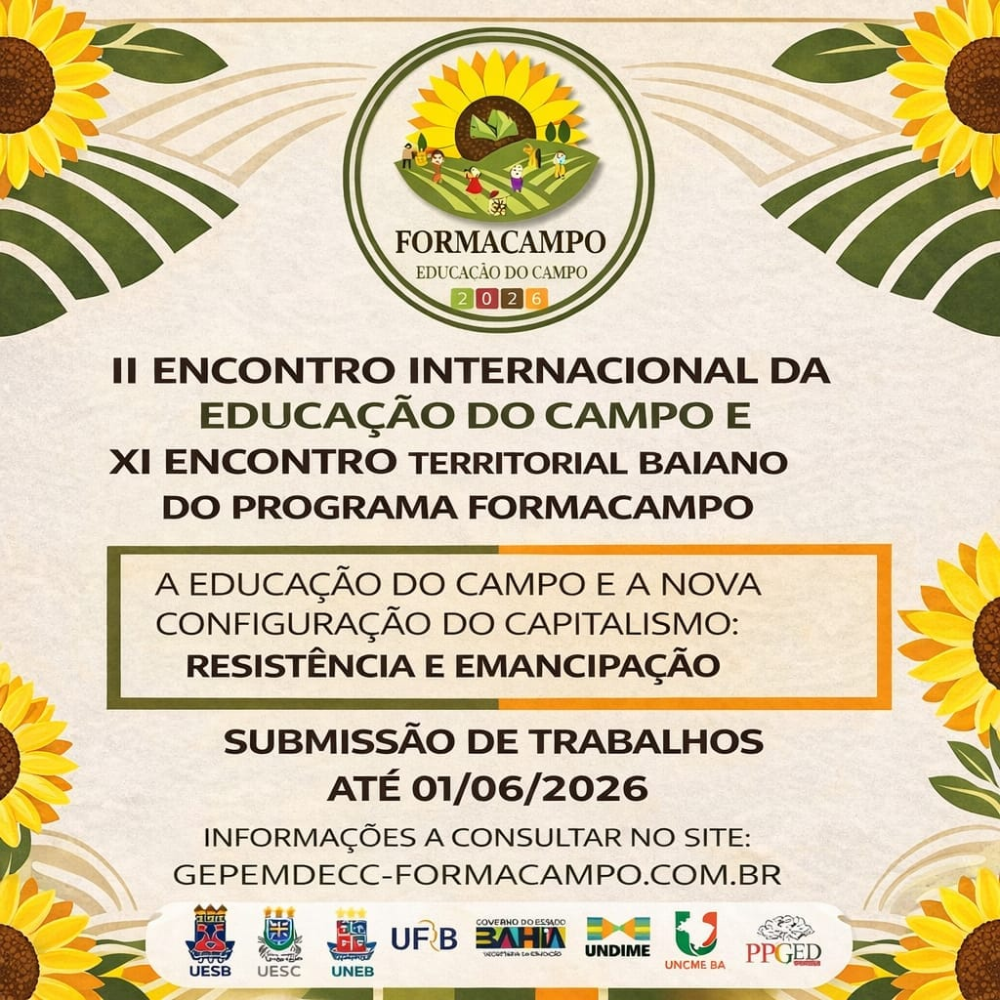 FORMACAMPO
EDUCAÇÃO DO CAMPO
2026
II ENCONTRO INTERNACIONAL DA
EDUCAÇÃO DO CAMPO E
XI ENCONTRO TERRITORIAL BAIANO
DO PROGRAMA FORMACAMPO
A EDUCAÇÃO DO CAMPO E A NOVA
CONFIGURAÇÃO DO CAPITALISMO:
RESISTÊNCIA E EMANCIPAÇÃO
SUBMISSÃO DE TRABALHOS
ATÉ 01/06/2026
INFORMAÇÕES A CONSULTAR NO SITE:
GEPEMDECC-FORMACAMPO.COM.BR
UESB
UESC
UNEB
UFRB
GOVERNO DO ESTADO
BAHIA
UNDIME
UNCME BA
PPGED